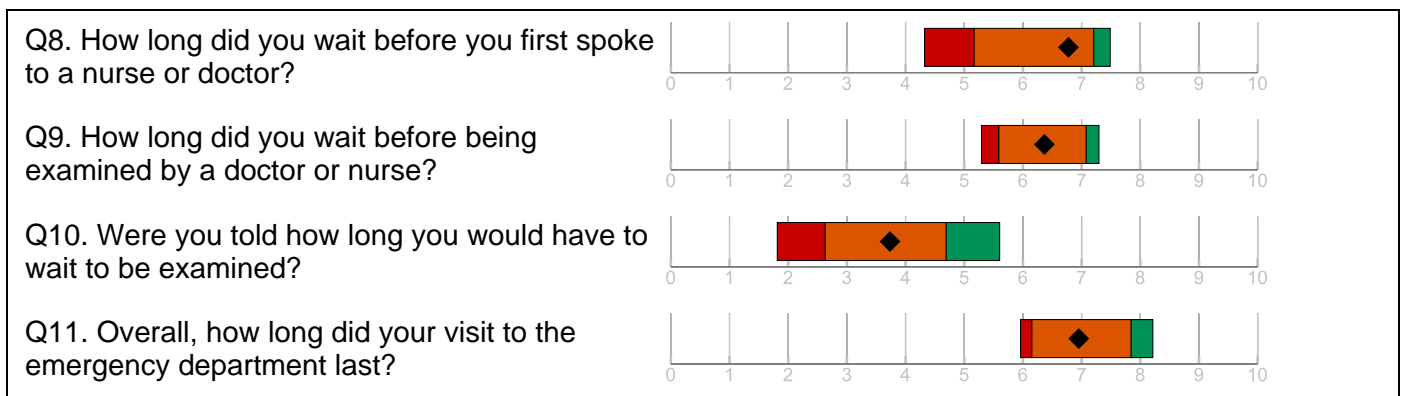 Q8. How long did you wait before you first spoke
to a nurse or doctor?
0 1 2 3 4 5 6 7 8 9 10
Q9. How long did you wait before being
examined by a doctor or nurse?
0 1 2 3 4 5 6 7 8 9 10
Q10. Were you told how long you would have to
wait to be examined?
0 1 2 3 4 5 6 7 8 9 10
Q11. Overall, how long did your visit to the
emergency department last?
0 1 2 3 4 5 6 7 8 9 10